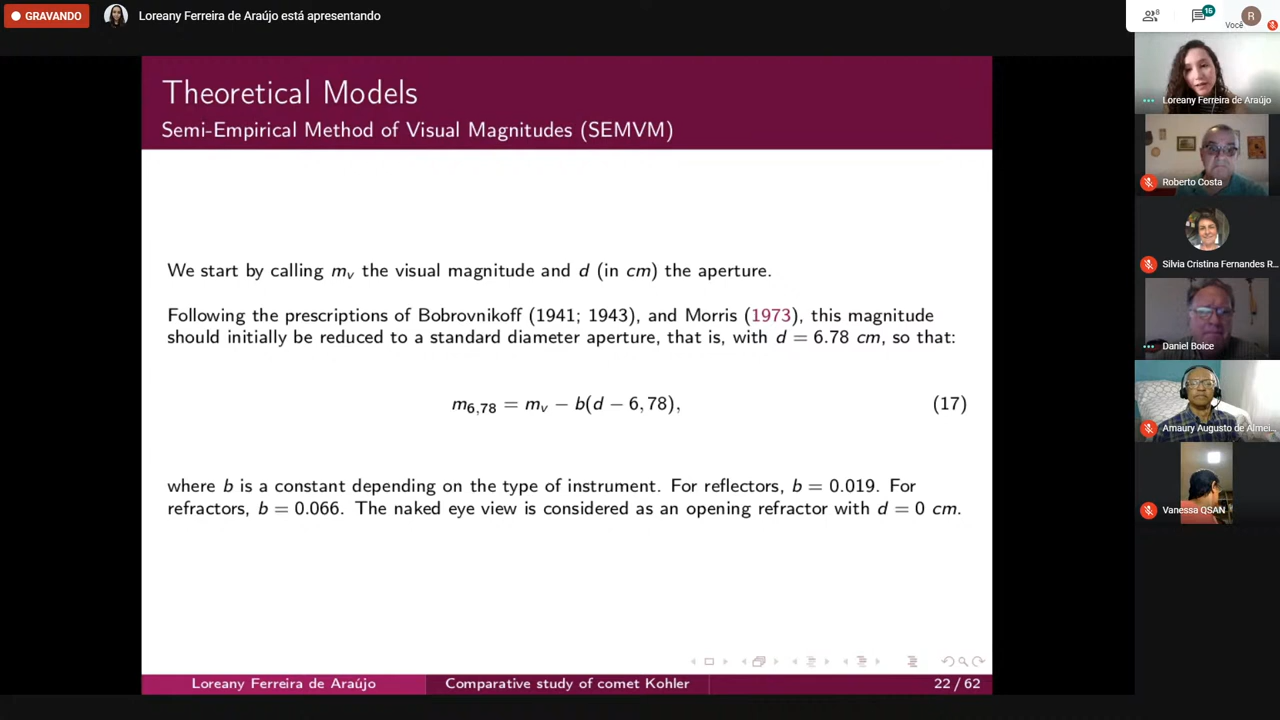 GRAVANDO
Loreany Ferreira de Araújo está apresentando
8
16
R
Você
Theoretical Models
Semi-Empirical Method of Visual Magnitudes (SEMVM)
We start by calling mv the visual magnitude and d (in cm) the aperture.
Following the prescriptions of Bobrovnikoff (1941; 1943), and Morris (1973), this magnitude
should initially be reduced to a standard diameter aperture, that is, with d = 6.78 cm, so that:
m6,78 = mv − b(d − 6, 78), (17)
where b is a constant depending on the type of instrument. For reflectors, b = 0.019. For
refractors, b = 0.066. The naked eye view is considered as an opening refractor with d = 0 cm.
Loreany Ferreira de Araújo Comparative study of comet Kohler 22 / 62
Loreany Ferreira de Araújo
Roberto Costa
Silvia Cristina Fernandes R...
Daniel Boice
Amaury Augusto de Almei...
Vanessa QSAN